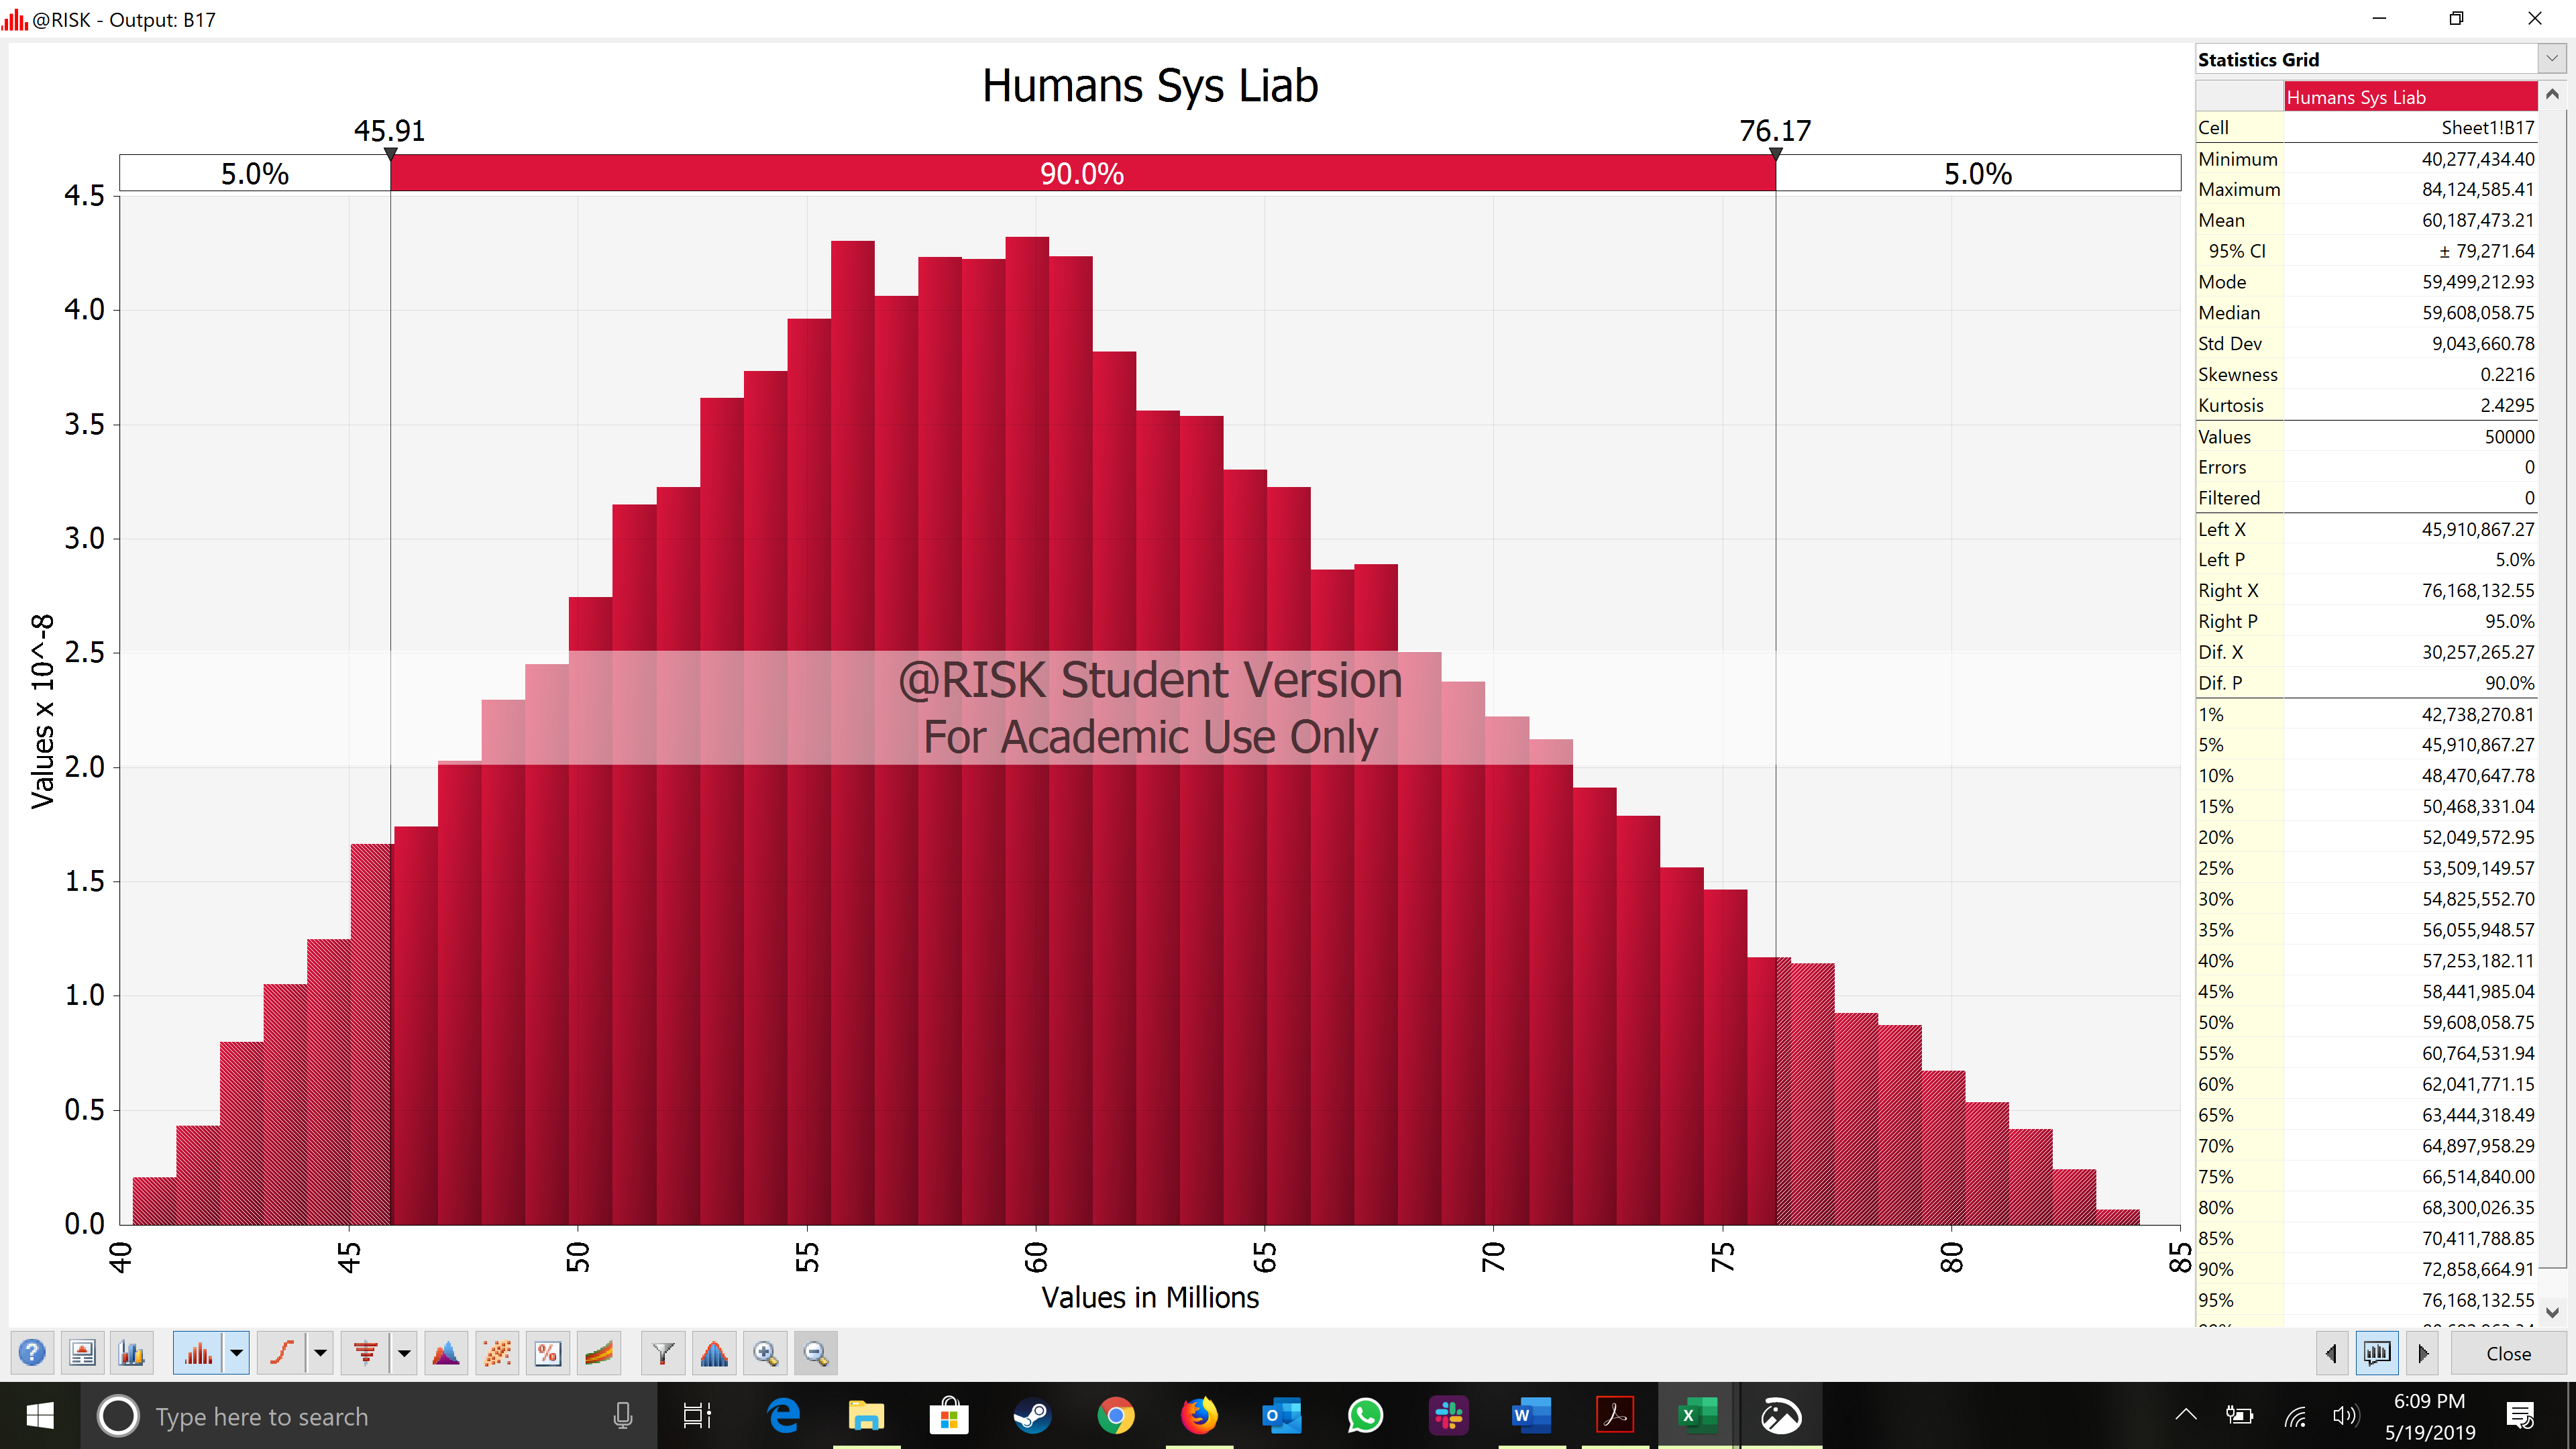 @RISK - Output: B17
Humans Sys Liab
45.91 76.17
5.0% 90.0% 5.0%
4.5
4.0
3.5
3.0
2.5
2.0
1.5
1.0
0.5
0.0
Values x 10^-8
@RISK Student Version
For Academic Use Only
40 45 50 55 60 65 70 75 80 85
Values in Millions
Statistics Grid
Humans Sys Liab
Cell Sheet1!B17
Minimum 40,277,434.40
Maximum 84,124,585.41
Mean 60,187,473.21
95% CI ± 79,271.64
Mode 59,499,212.93
Median 59,608,058.75
Std Dev 9,043,660.78
Skewness 0.2216
Kurtosis 2.4295
Values 50000
Errors 0
Filtered 0
Left X 45,910,867.27
Left P 5.0%
Right X 76,168,132.55
Right P 95.0%
Dif. X 30,257,265.27
Dif. P 90.0%
1% 42,738,270.81
5% 45,910,867.27
10% 48,470,647.78
15% 50,468,331.04
20% 52,049,572.95
25% 53,509,149.57
30% 54,825,552.70
35% 56,055,948.57
40% 57,253,182.11
45% 58,441,985.04
50% 59,608,058.75
55% 60,764,531.94
60% 62,041,771.15
65% 63,444,318.49
70% 64,897,958.29
75% 66,514,840.00
80% 68,300,026.35
85% 70,411,788.85
90% 72,858,664.91
95% 76,168,132.55
Close
Type here to search
6:09 PM
5/19/2019